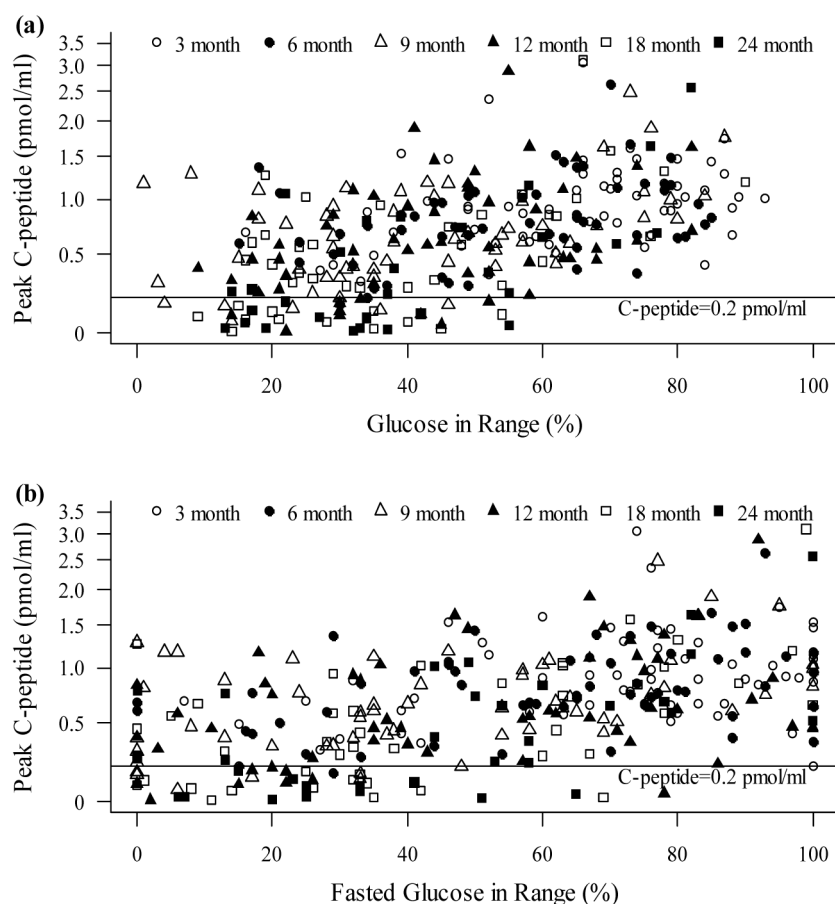 (a)
3 month 6 month 9 month 12 month 18 month 24 month
3.5
3.0
2.5
2.0
1.5
1.0
0.5
0
Peak C-peptide (pmol/ml)
C-peptide=0.2 pmol/ml
0 20 40 60 80 100
Glucose in Range (%)
(b)
3 month 6 month 9 month 12 month 18 month 24 month
3.5
3.0
2.5
2.0
1.5
1.0
0.5
0
Peak C-peptide (pmol/ml)
C-peptide=0.2 pmol/ml
0 20 40 60 80 100
Fasted Glucose in Range (%)